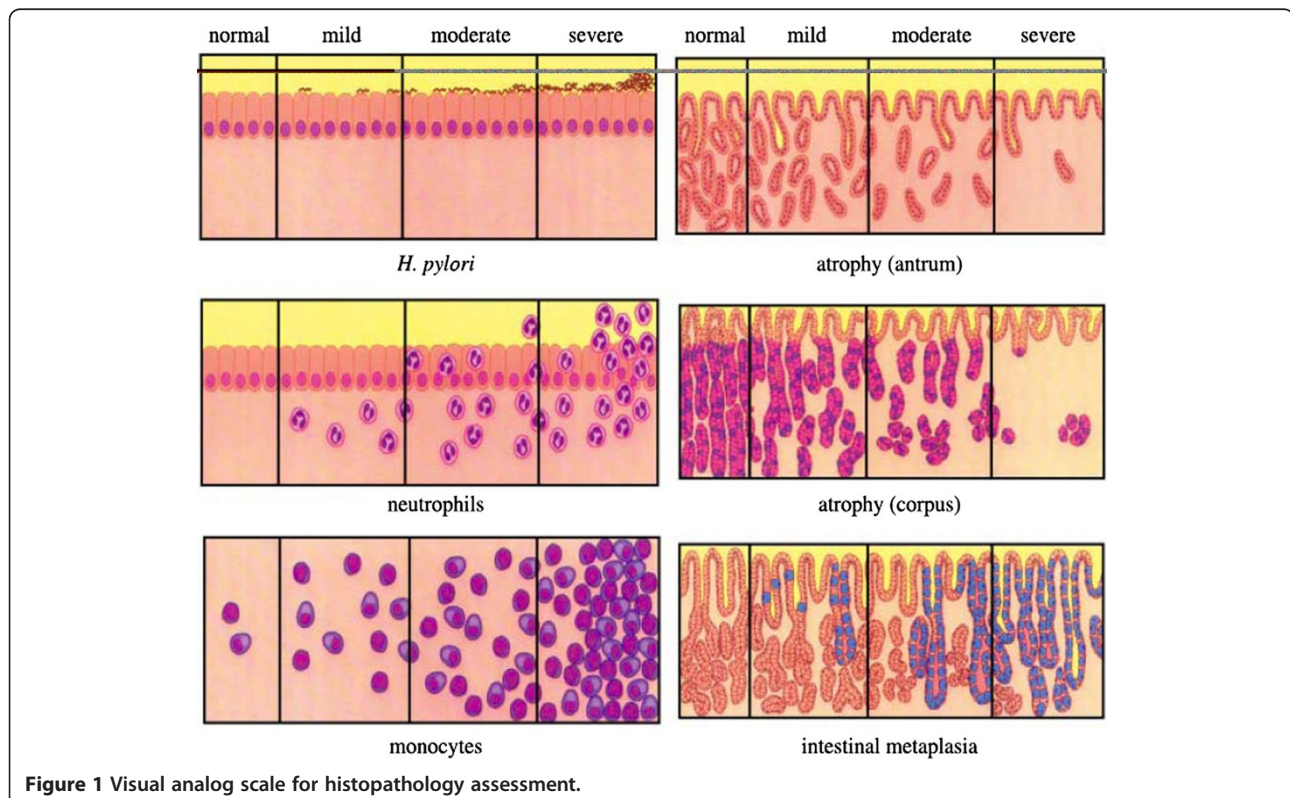 normal mild moderate severe normal mild moderate severe
H. pylori atrophy (antrum)
neutrophils atrophy (corpus)
monocytes intestinal metaplasia
Figure 1 Visual analog scale for histopathology assessment.